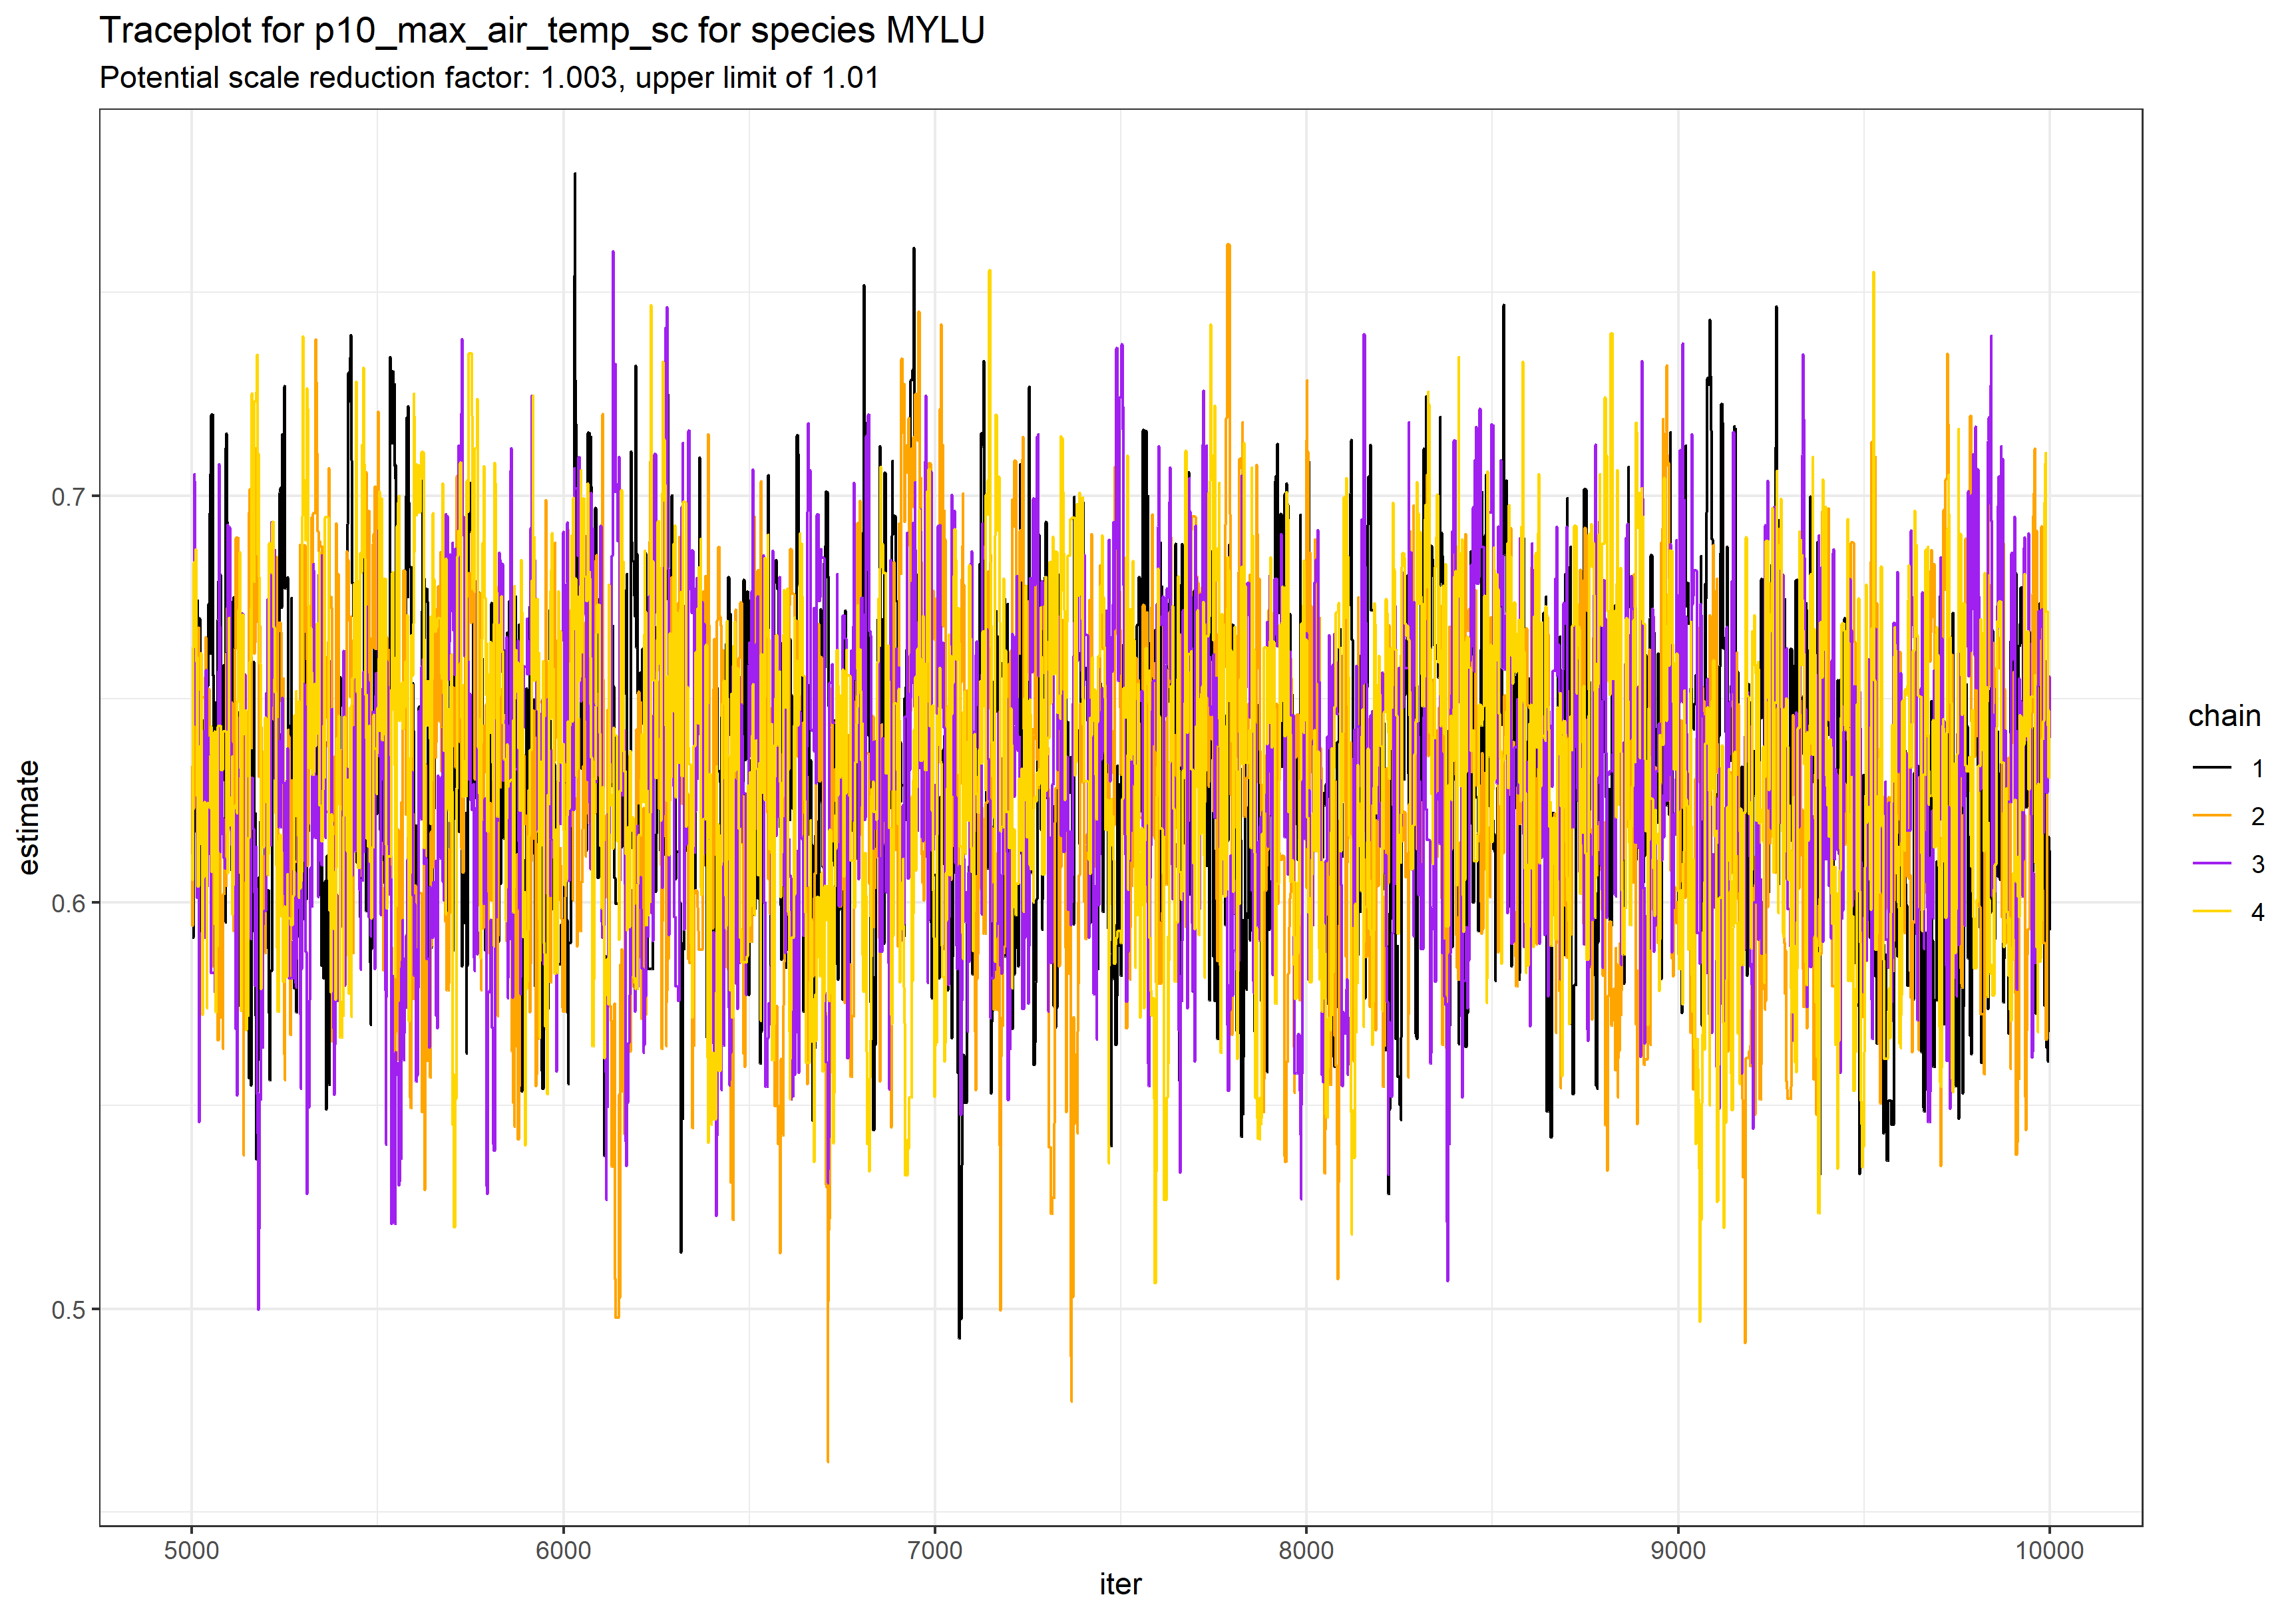 Traceplot for p10_max_air_temp_sc for species MYLU
Potential scale reduction factor: 1.003, upper limit of 1.01
estimate
0.7
0.6
0.5
5000 6000 7000 8000 9000 10000
iter
chain
1
2
3
4